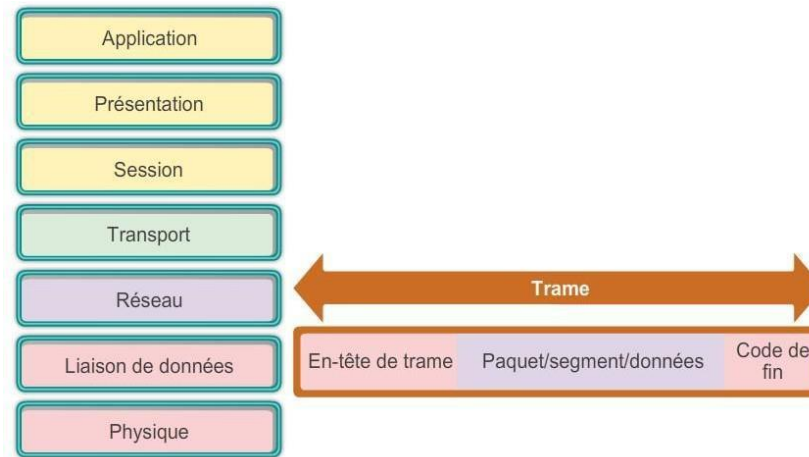 Application
Présentation
Session
Transport
Réseau
Trame
Liaison de données
En-tête de trame
Paquet/segment/données
Code de
fin
Physique